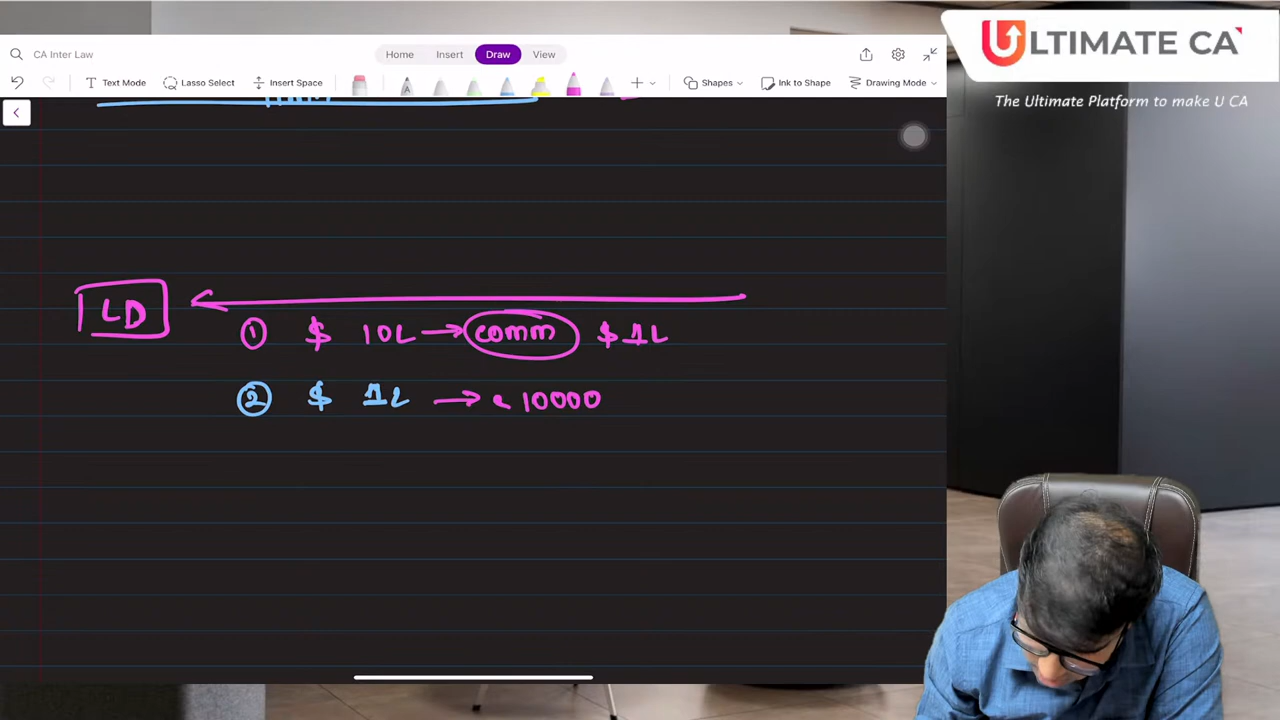 ULTIMATE CA
The Ultimate Platform to make U CA
CA Inter Law
Home Insert Draw View
Text Mode Lasso Select Insert Space Shapes Ink to Shape Drawing Mode
LD
① $ 10L → comm $ 1L
② $ 1L → 10000